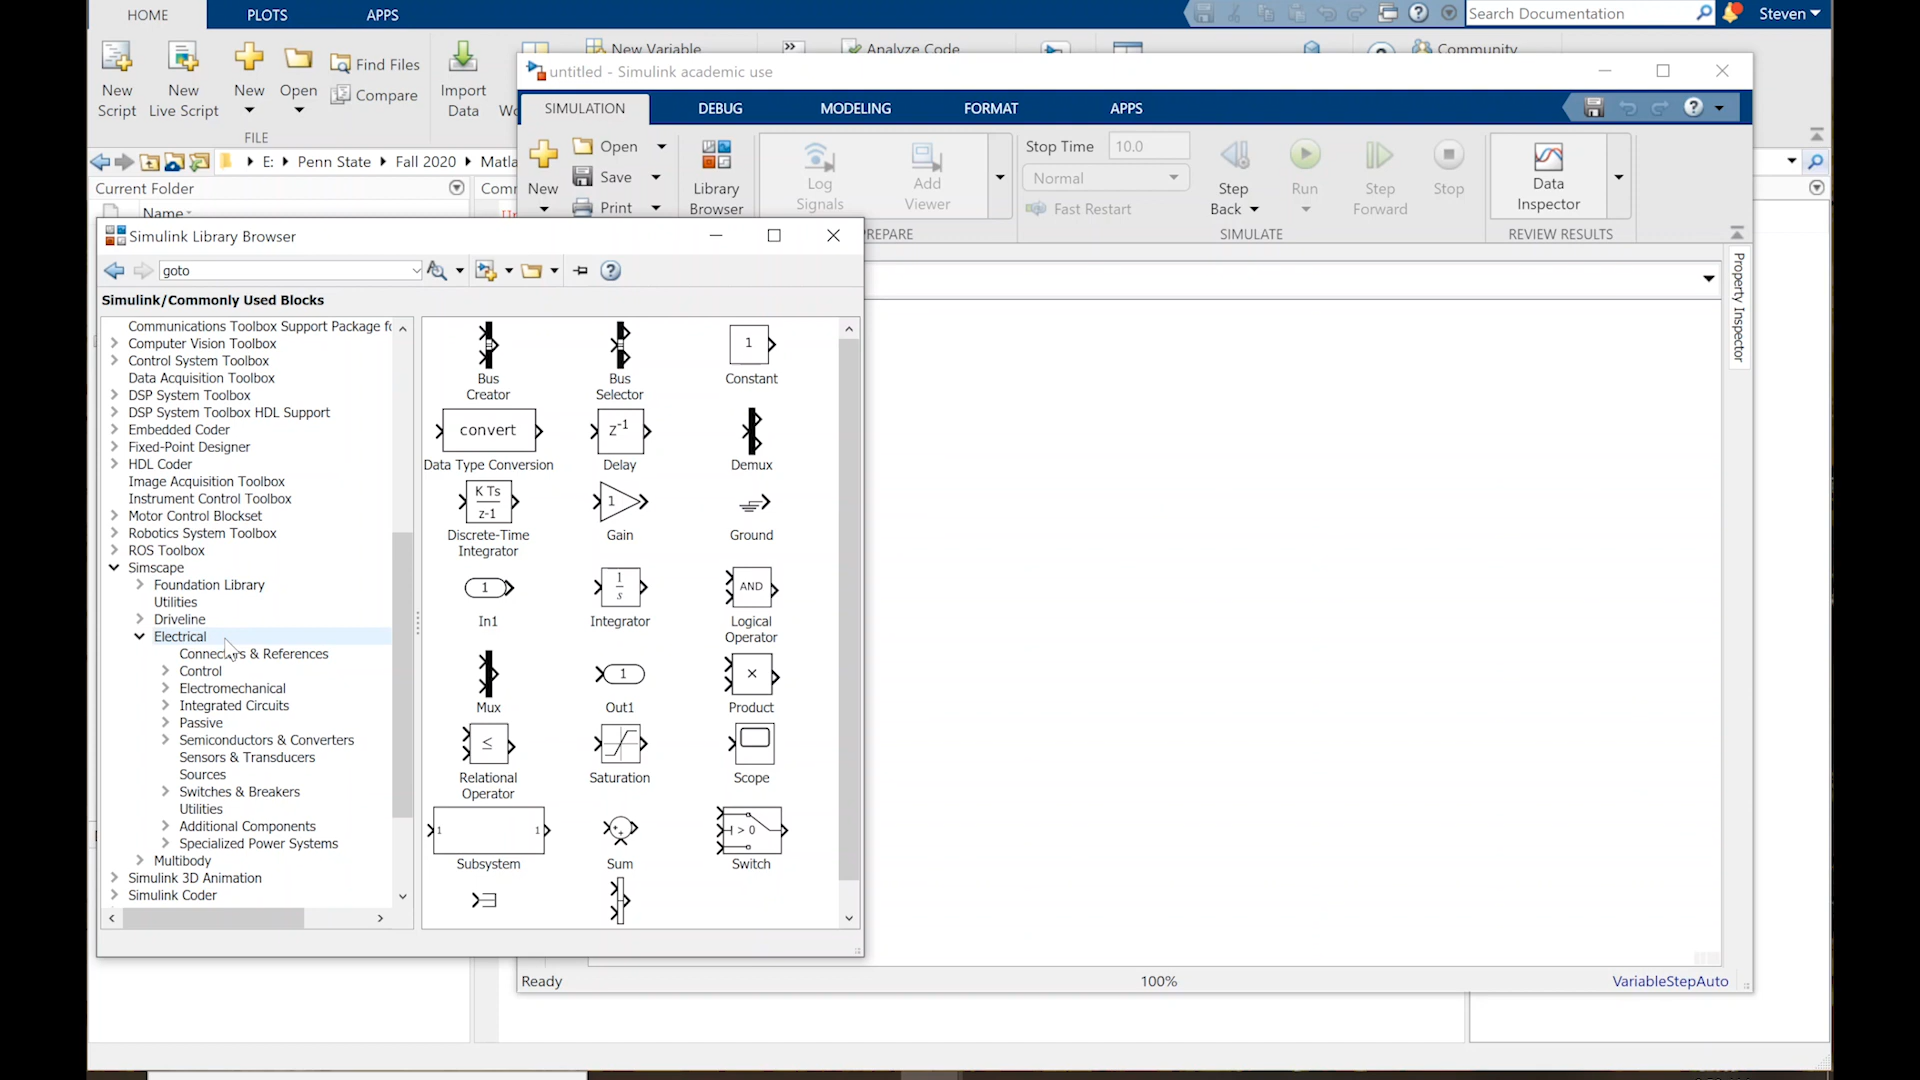 HOME
PLOTS
APPS
Search Documentation
Steven
New Script
New Live Script
New
Open
Find Files
Compare
Import Data
New Variable
Analyze Code
Community
FILE
E:
Penn State
Fall 2020
Current Folder
Name
untitled - Simulink academic use
SIMULATION
DEBUG
MODELING
FORMAT
APPS
New
Open
Save
Print
Library Browser
Log Signals
Add Viewer
Stop Time
10.0
Normal
Fast Restart
Step Back
Run
Step Forward
Stop
Data Inspector
SIMULATE
REVIEW RESULTS
Property Inspector
Simulink Library Browser
goto
Simulink/Commonly Used Blocks
Communications Toolbox Support Package
Computer Vision Toolbox
Control System Toolbox
Data Acquisition Toolbox
DSP System Toolbox
DSP System Toolbox HDL Support
Embedded Coder
Fixed-Point Designer
HDL Coder
Image Acquisition Toolbox
Instrument Control Toolbox
Motor Control Blockset
Robotics System Toolbox
ROS Toolbox
Simscape
Foundation Library
Utilities
Driveline
Electrical
& References
Control
Electromechanical
Integrated Circuits
Passive
Semiconductors & Converters
Sensors & Transducers
Sources
Switches & Breakers
Utilities
Additional Components
Specialized Power Systems
Multibody
Simulink 3D Animation
Simulink Coder
Bus Creator
Bus Selector
1
Constant
convert
Data Type Conversion
z-1
Delay
Demux
K Ts
z-1
Discrete-Time Integrator
1
Gain
Ground
1
In1
1
s
Integrator
AND
Logical Operator
Mux
1
Out1
×
Product
≤
Relational Operator
Saturation
Scope
1
1
Subsystem
+
+
Sum
> 0
Switch
Ready
100%
VariableStepAuto